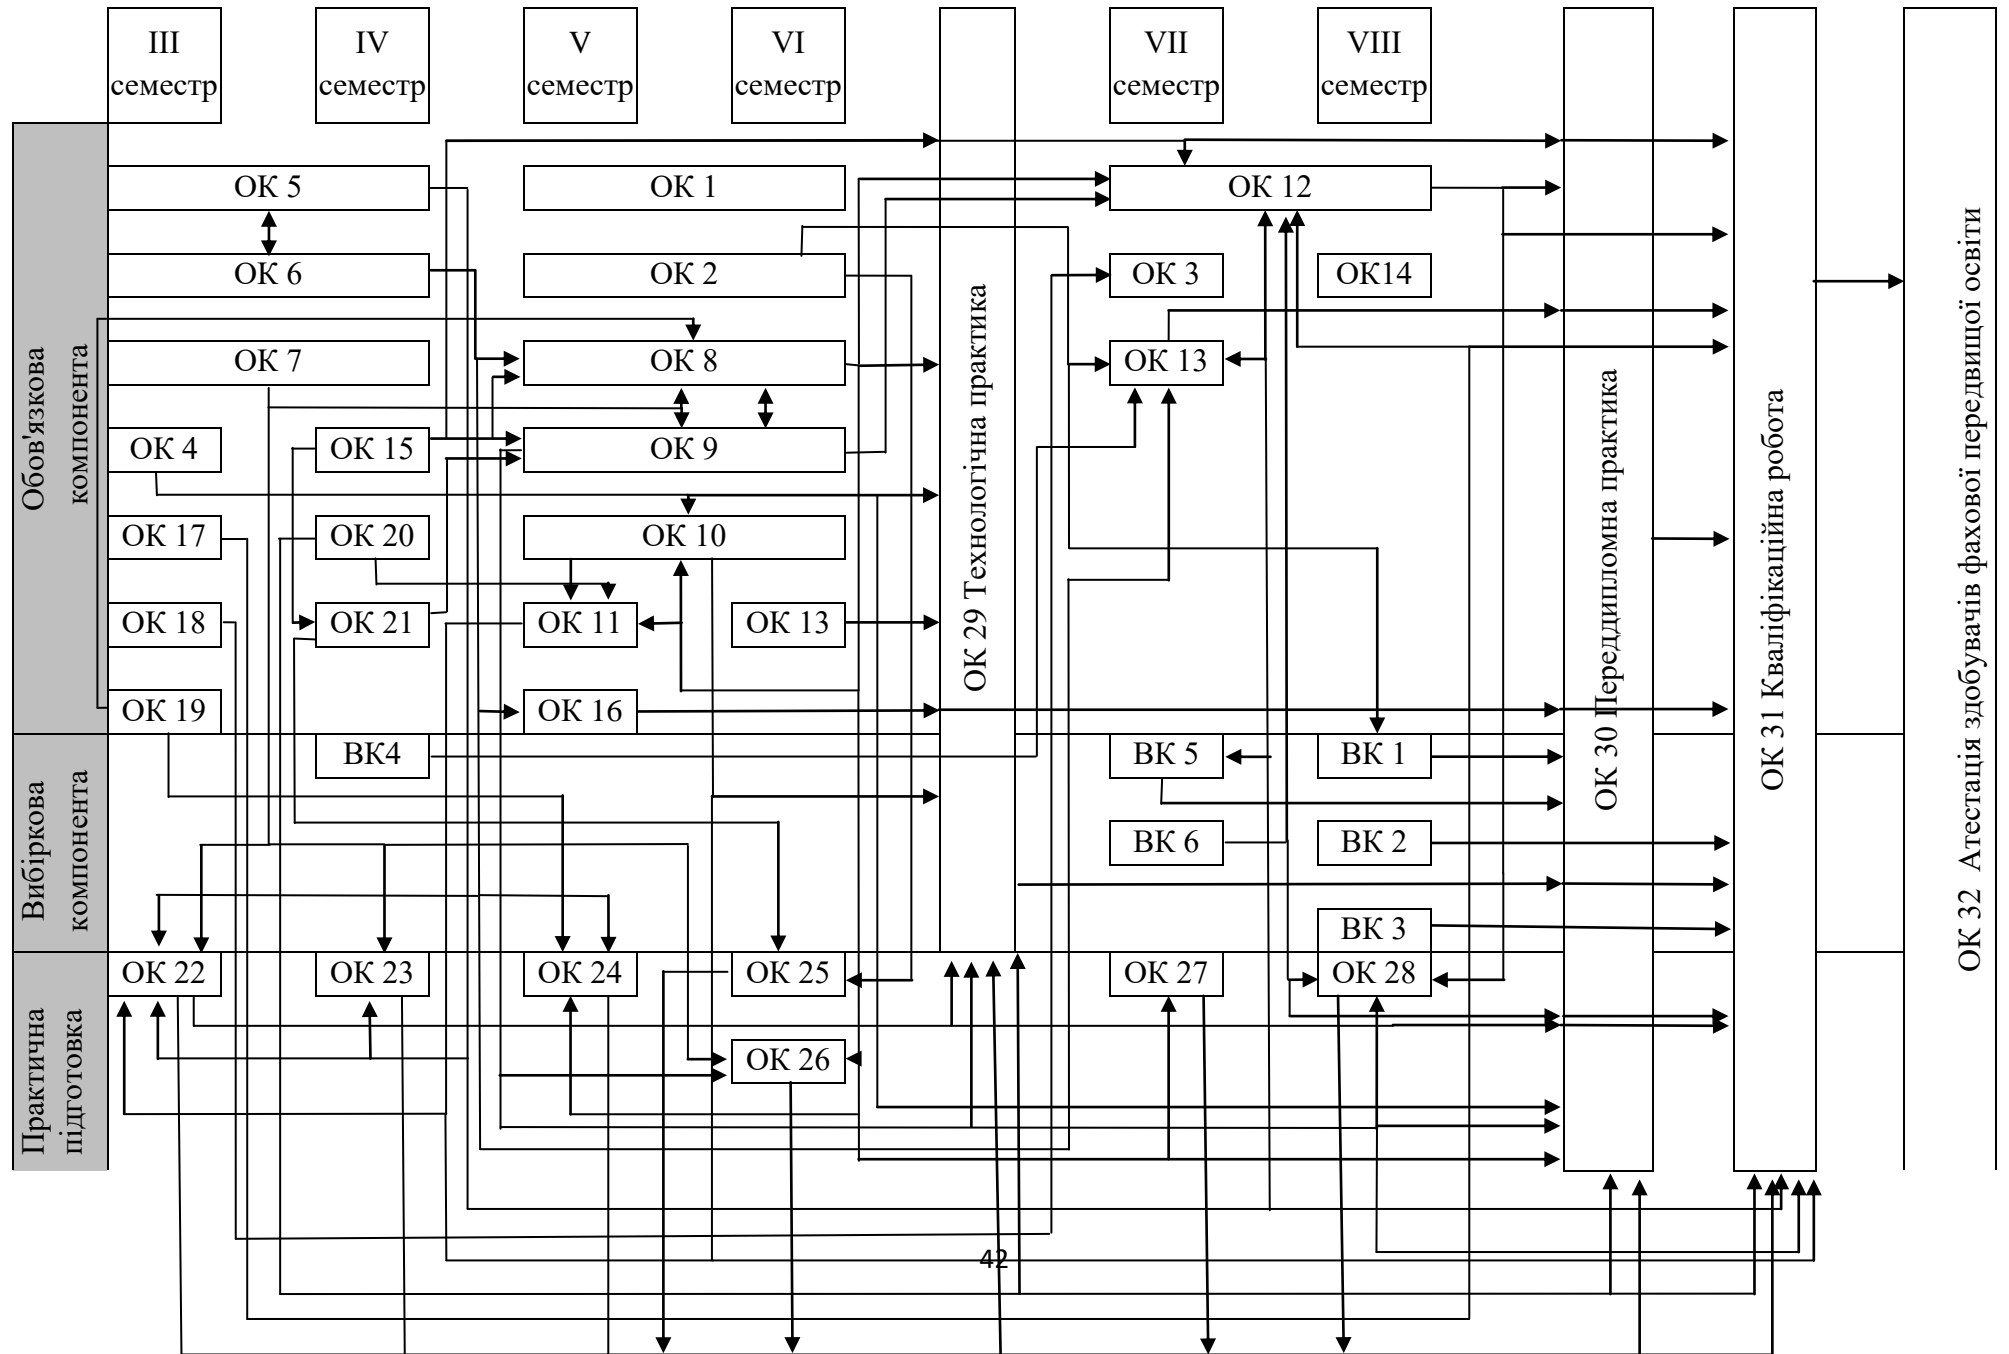 III
семестр
IV
семестр
V
семестр
VI
семестр
VII
семестр
VIII
семестр
Обов'язкова
компонента
ОК 5
ОК 1
ОК 12
ОК 6
ОК 2
ОК 3
ОК14
ОК 7
ОК 8
ОК 13
ОК 4
ОК 15
ОК 9
ОК 17
ОК 20
ОК 10
ОК 18
ОК 21
ОК 11
ОК 13
ОК 19
ОК 16
Вибіркова
компонента
ВК4
ВК 5
ВК 1
ВК 6
ВК 2
ВК 3
Практична
підготовка
ОК 22
ОК 23
ОК 24
ОК 25
ОК 27
ОК 28
ОК 26
ОК 29 Технологічна практика
ОК 30 Переддипломна практика
ОК 31 Кваліфікаційна робота
ОК 32 Атестація здобувачів фахової передвищої освіти
42